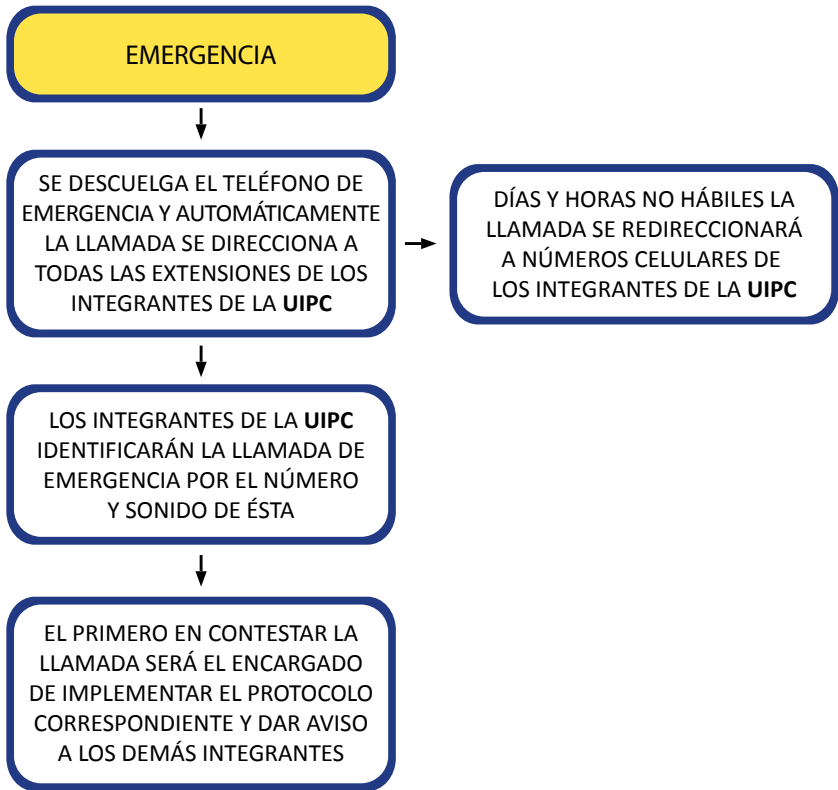 EMERGENCIA
SE DESCUELGA EL TELÉFONO DE
EMERGENCIA Y AUTOMÁTICAMENTE
LA LLAMADA SE DIRECCIONA A
TODAS LAS EXTENSIONES DE LOS
INTEGRANTES DE LA UIPC
DÍAS Y HORAS NO HÁBILES LA
LLAMADA SE REDIRECCIONARÁ
A NÚMEROS CELULARES DE
LOS INTEGRANTES DE LA UIPC
LOS INTEGRANTES DE LA UIPC
IDENTIFICARÁN LA LLAMADA DE
EMERGENCIA POR EL NÚMERO
Y SONIDO DE ÉSTA
EL PRIMERO EN CONTESTAR LA
LLAMADA SERÁ EL ENCARGADO
DE IMPLEMENTAR EL PROTOCOLO
CORRESPONDIENTE Y DAR AVISO
A LOS DEMÁS INTEGRANTES